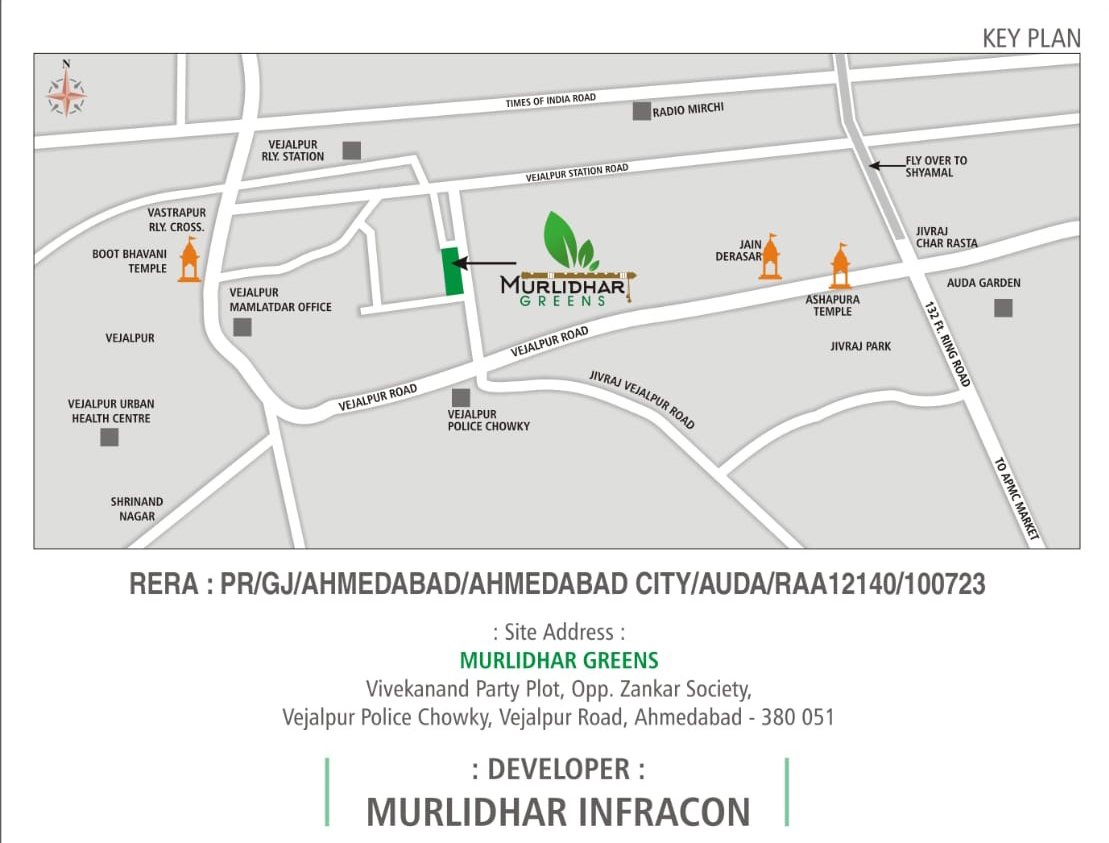 KEY PLAN
N
TIMES OF INDIA ROAD
RADIO MIRCHI
VEJALPUR
RLY. STATION
VEJALPUR STATION ROAD
FLY OVER TO
SHYAMAL
VASTRAPUR
RLY. CROSS.
BOOT BHAVANI
TEMPLE
MURLIDHAR
GREENS
JAIN
DERASAR
JIVRAJ
CHAR RASTA
VEJALPUR
MAMLATDAR OFFICE
ASHAPURA
TEMPLE
AUDA GARDEN
VEJALPUR
VEJALPUR ROAD
JIVRAJ PARK
132 Ft. RING ROAD
VEJALPUR ROAD
JIVRAJ VEJALPUR ROAD
VEJALPUR URBAN
HEALTH CENTRE
VEJALPUR
POLICE CHOWKY
SHRINAND
NAGAR
TO APMC MARKET
RERA : PR/GJ/AHMEDABAD/AHMEDABAD CITY/AUDA/RAA12140/100723
: Site Address :
MURLIDHAR GREENS
Vivekanand Party Plot, Opp. Zankar Society,
Vejalpur Police Chowky, Vejalpur Road, Ahmedabad - 380 051
: DEVELOPER :
MURLIDHAR INFRACON